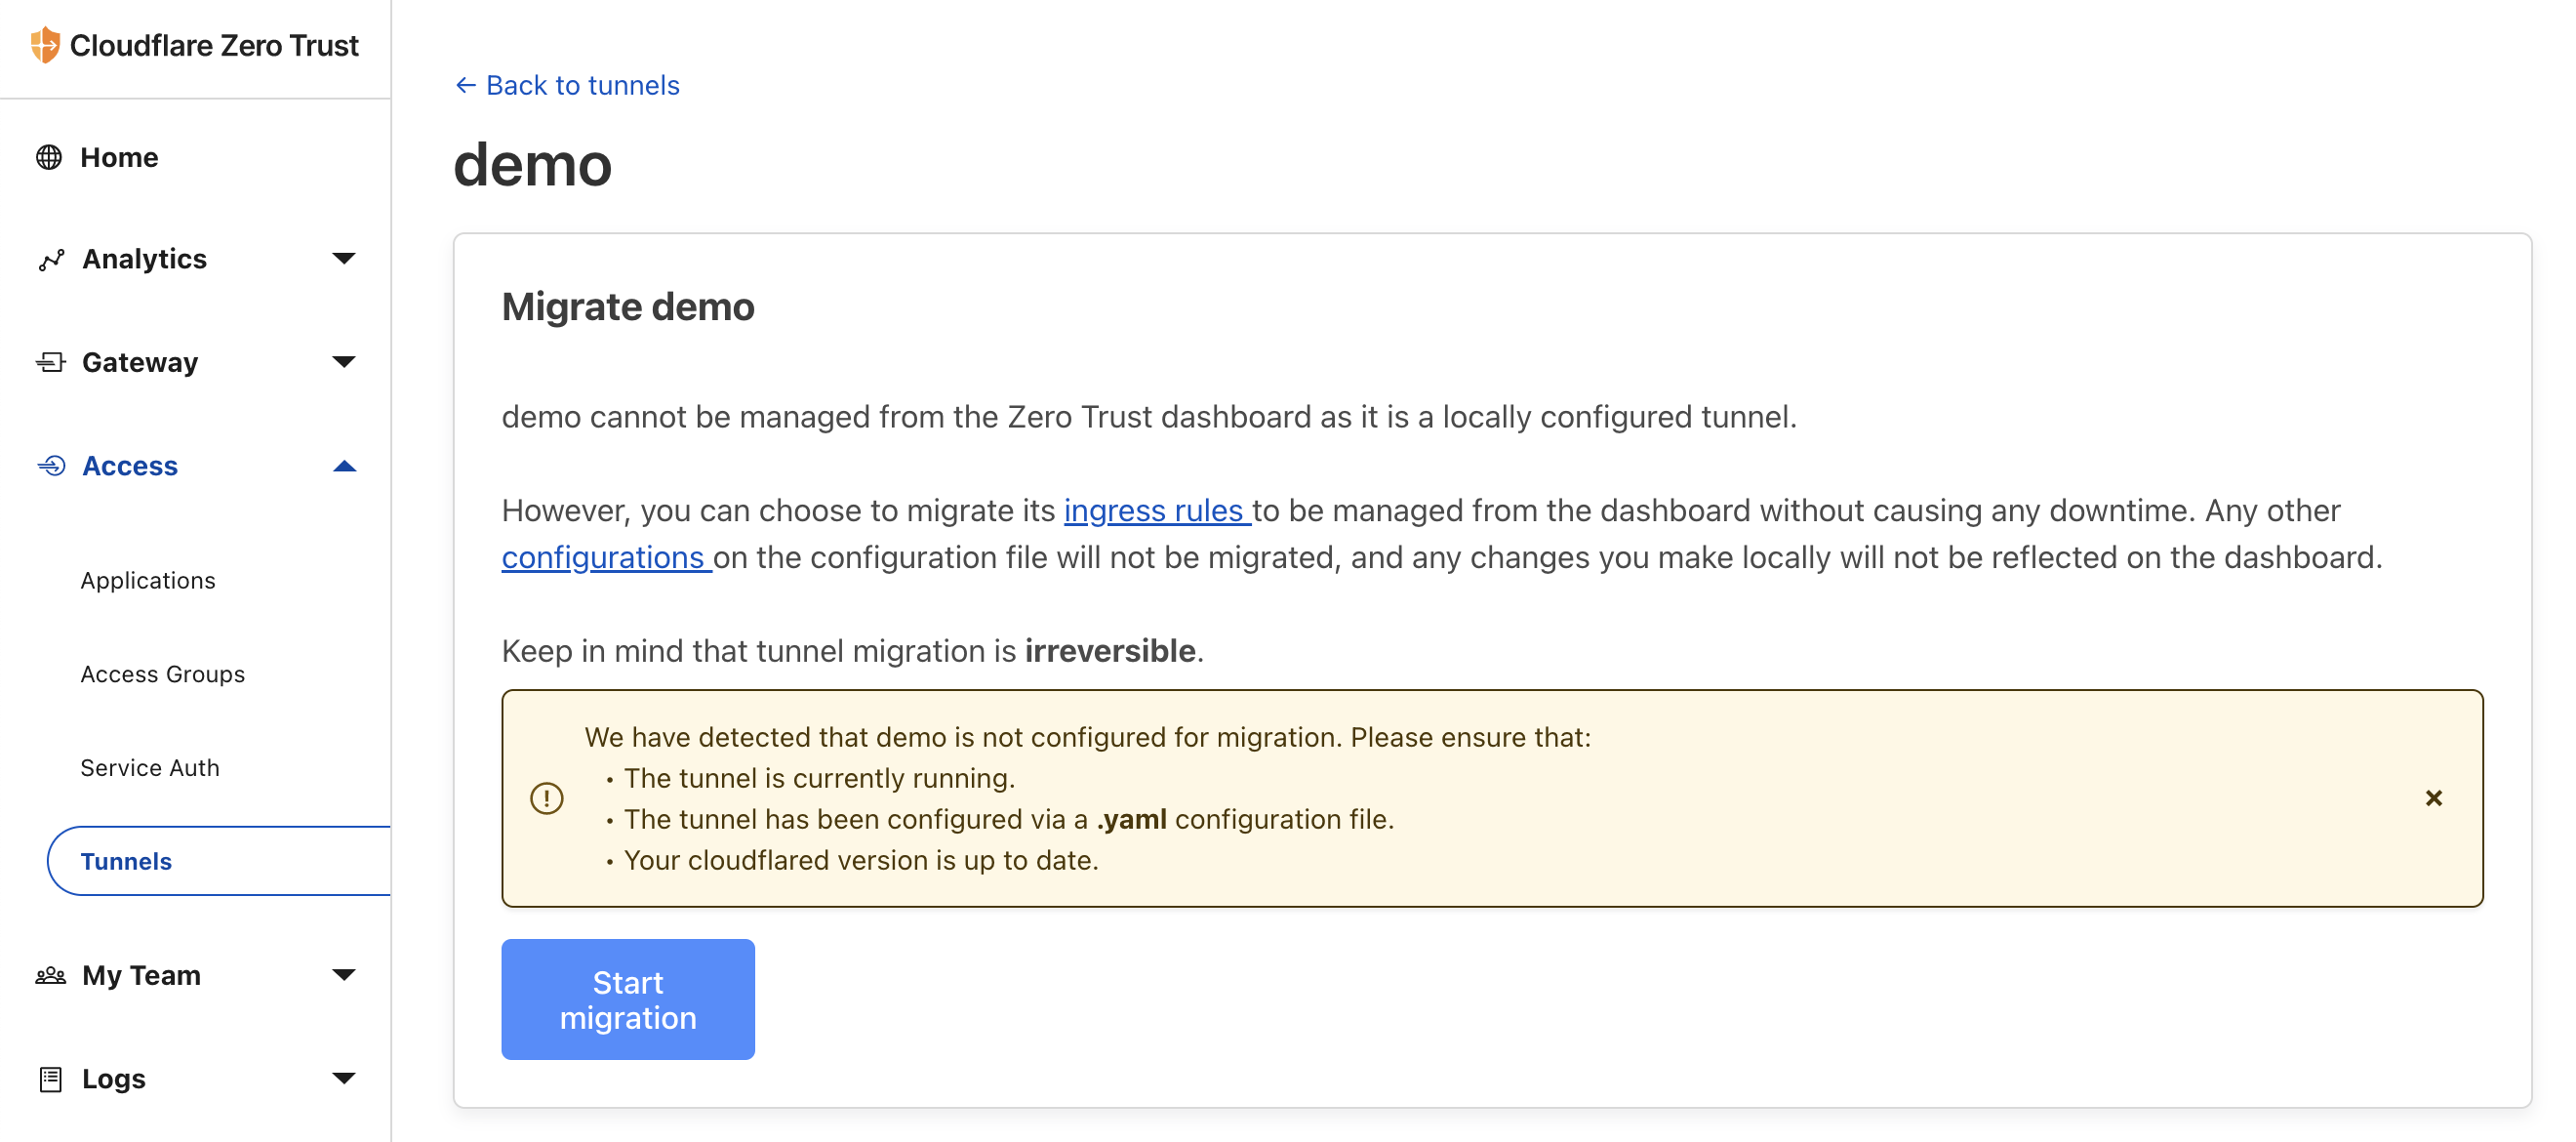 Cloudflare Zero Trust
Home
Analytics
Gateway
Access
Applications
Access Groups
Service Auth
Tunnels
My Team
Logs
← Back to tunnels
demo
Migrate demo
demo cannot be managed from the Zero Trust dashboard as it is a locally configured tunnel.
However, you can choose to migrate its ingress rules to be managed from the dashboard without causing any downtime. Any other
configurations on the configuration file will not be migrated, and any changes you make locally will not be reflected on the dashboard.
Keep in mind that tunnel migration is irreversible.
We have detected that demo is not configured for migration. Please ensure that:
• The tunnel is currently running.
• The tunnel has been configured via a .yaml configuration file.
• Your cloudflared version is up to date.
Start
migration